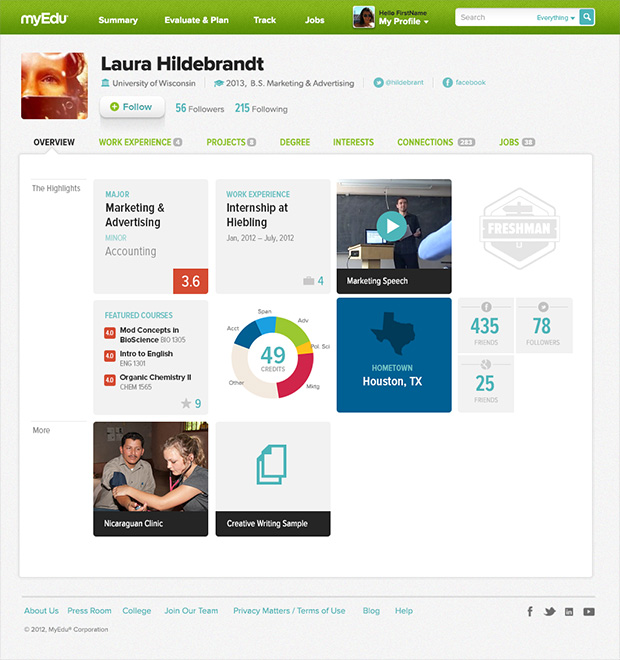 myEdu
Summary
Evaluate & Plan
Track
Jobs
Hello FirstName
My Profile
Search
Everything
Laura Hildebrandt
University of Wisconsin
2013, B.S. Marketing & Advertising
@hildebrant
facebook
Follow
56 Followers
215 Following
OVERVIEW
WORK EXPERIENCE 4
PROJECTS 8
DEGREE
INTERESTS
CONNECTIONS 283
JOBS 38
The Highlights
MAJOR
Marketing &
Advertising
MINOR
Accounting
3.6
WORK EXPERIENCE
Internship at
Hiebling
Jan, 2012 – July, 2012
4
Marketing Speech
FRESHMAN
FEATURED COURSES
4.0 Mod Concepts in
BioScience BIO 1305
4.0 Intro to English
ENG 1301
4.0 Organic Chemistry II
CHEM 1565
9
Span
Adv
Acct
Pol. Sci
Other
Mktg
49
CREDITS
HOMETOWN
Houston, TX
435
FRIENDS
78
FOLLOWERS
25
FRIENDS
More
Nicaraguan Clinic
Creative Writing Sample
About Us
Press Room
College
Join Our Team
Privacy Matters / Terms of Use
Blog
Help
© 2012, MyEdu® Corporation